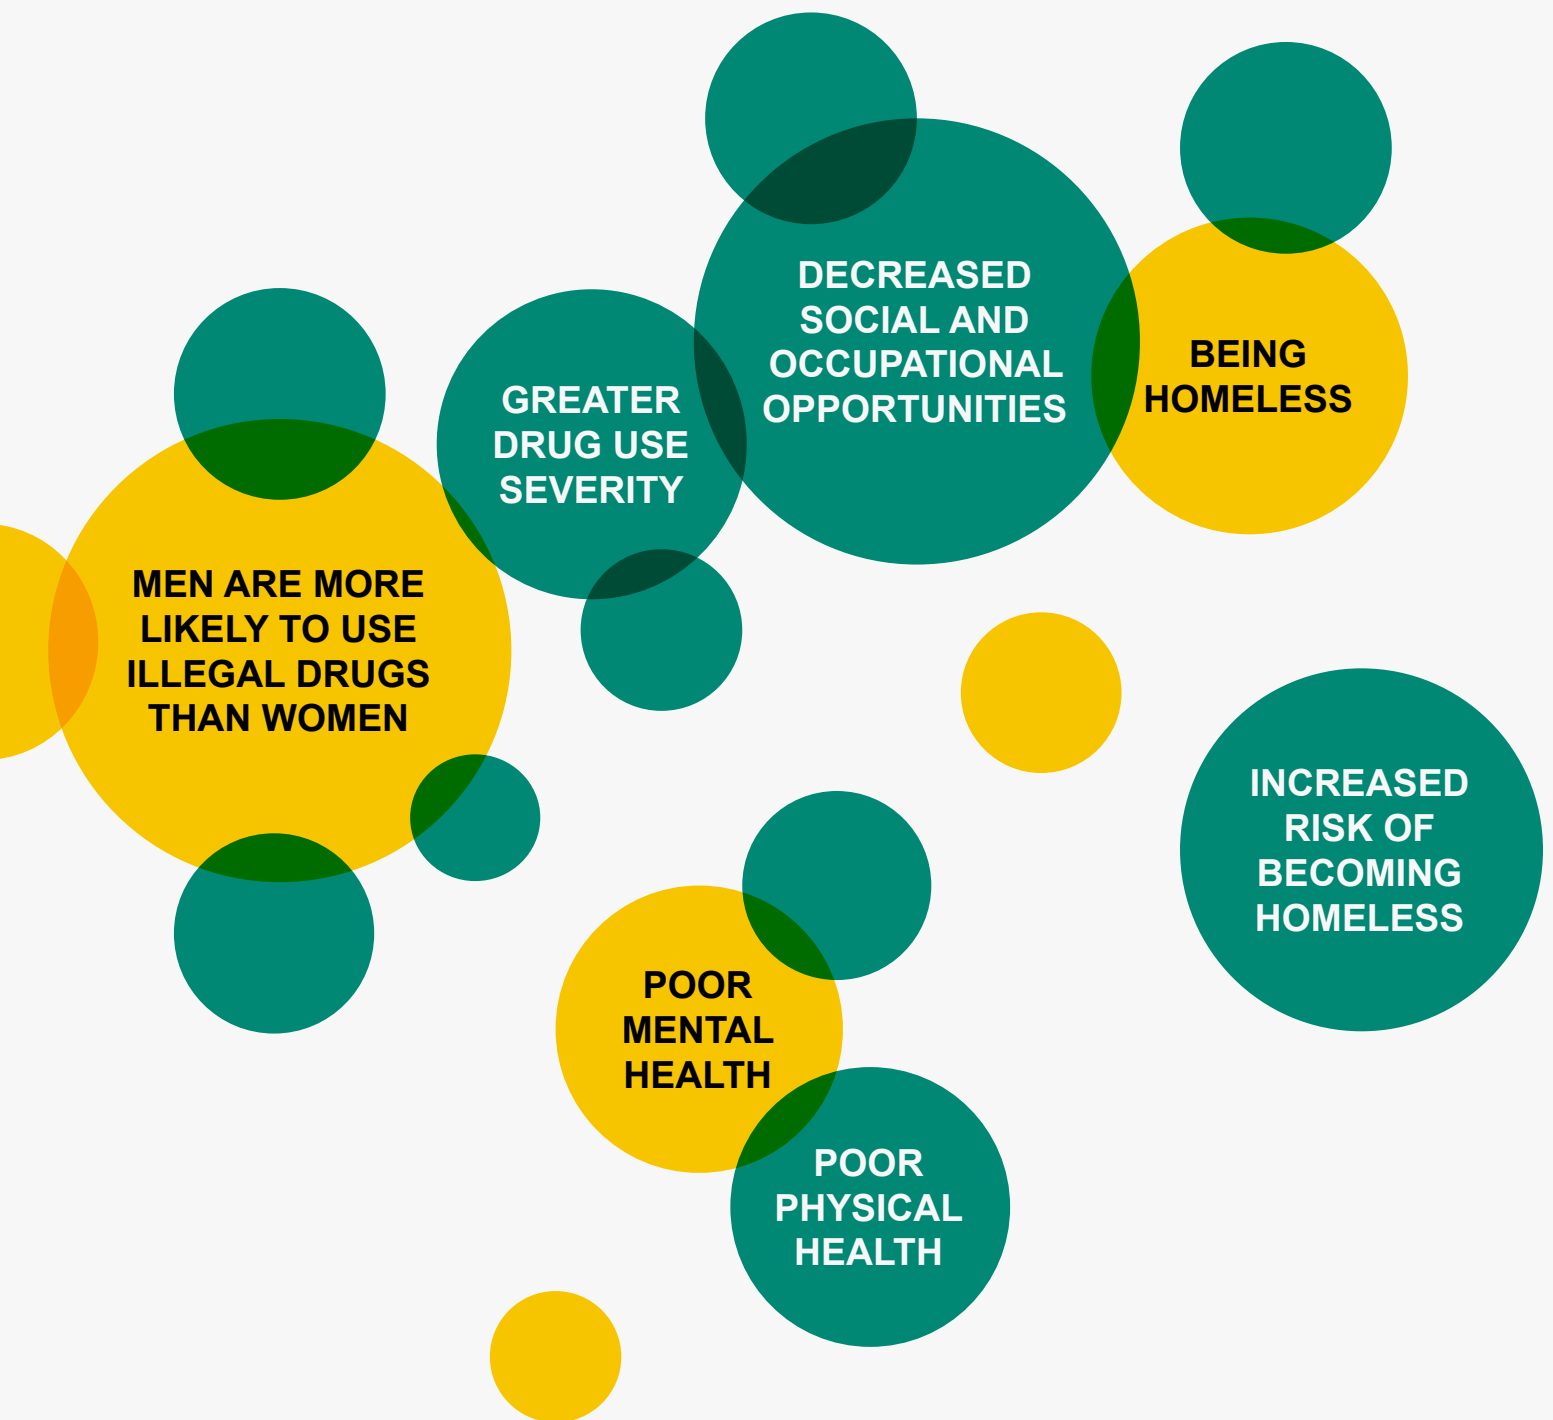 DECREASED
SOCIAL AND
OCCUPATIONAL
OPPORTUNITIES
BEING
HOMELESS
GREATER
DRUG USE
SEVERITY
MEN ARE MORE
LIKELY TO USE
ILLEGAL DRUGS
THAN WOMEN
INCREASED
RISK OF
BECOMING
HOMELESS
POOR
MENTAL
HEALTH
POOR
PHYSICAL
HEALTH